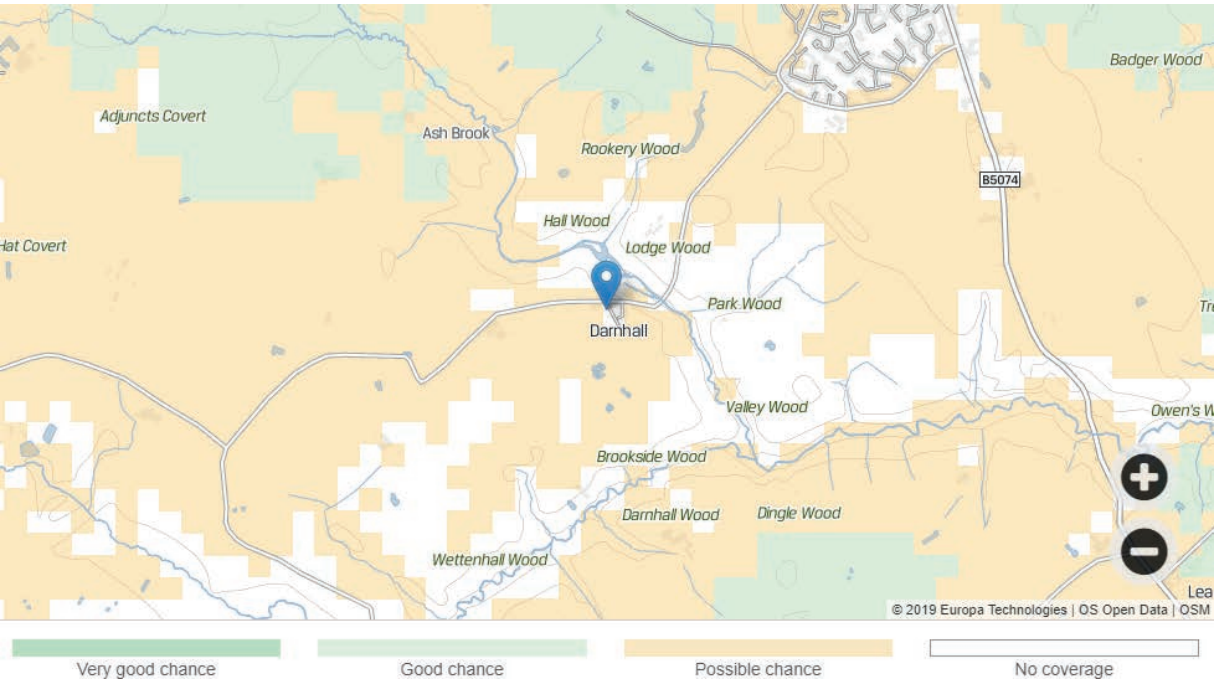 Badger Wood
Adjuncts Covert
Ash Brook
Rookery Wood
B5074
Hall Wood
Hat Covert
Lodge Wood
Park Wood
Darnhall
Valley Wood
Owen's W
Brookside Wood
Darnhall Wood
Dingle Wood
Wettenhall Wood
Lea
© 2019 Europa Technologies | OS Open Data | OSM
Very good chance
Good chance
Possible chance
No coverage